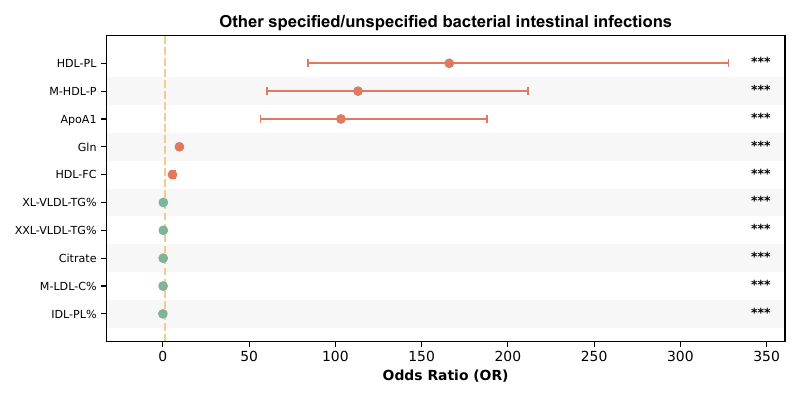 Other specified/unspecified bacterial intestinal infections
HDL-PL ***
M-HDL-P ***
ApoA1 ***
Gln ***
HDL-FC ***
XL-VLDL-TG% ***
XXL-VLDL-TG% ***
Citrate ***
M-LDL-C% ***
IDL-PL% ***
0 50 100 150 200 250 300 350
Odds Ratio (OR)